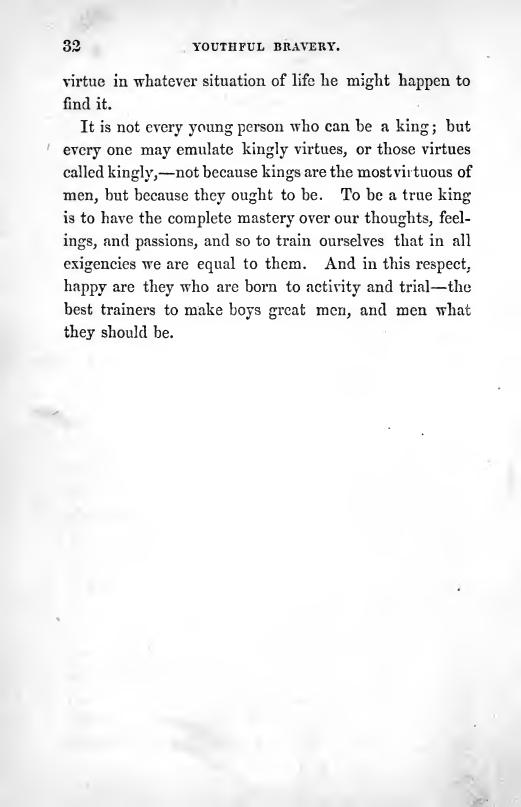 32 YOUTHFUL BRAVERY.
virtue in whatever situation of life he might happen to
find it.
It is not every young person who can be a king; but
every one may emulate kingly virtues, or those virtues
called kingly,—not because kings are the most virtuous of
men, but because they ought to be. To be a true king
is to have the complete mastery over our thoughts, feel-
ings, and passions, and so to train ourselves that in all
exigencies we are equal to them. And in this respect,
happy are they who are born to activity and trial—the
best trainers to make boys great men, and men what
they should be.